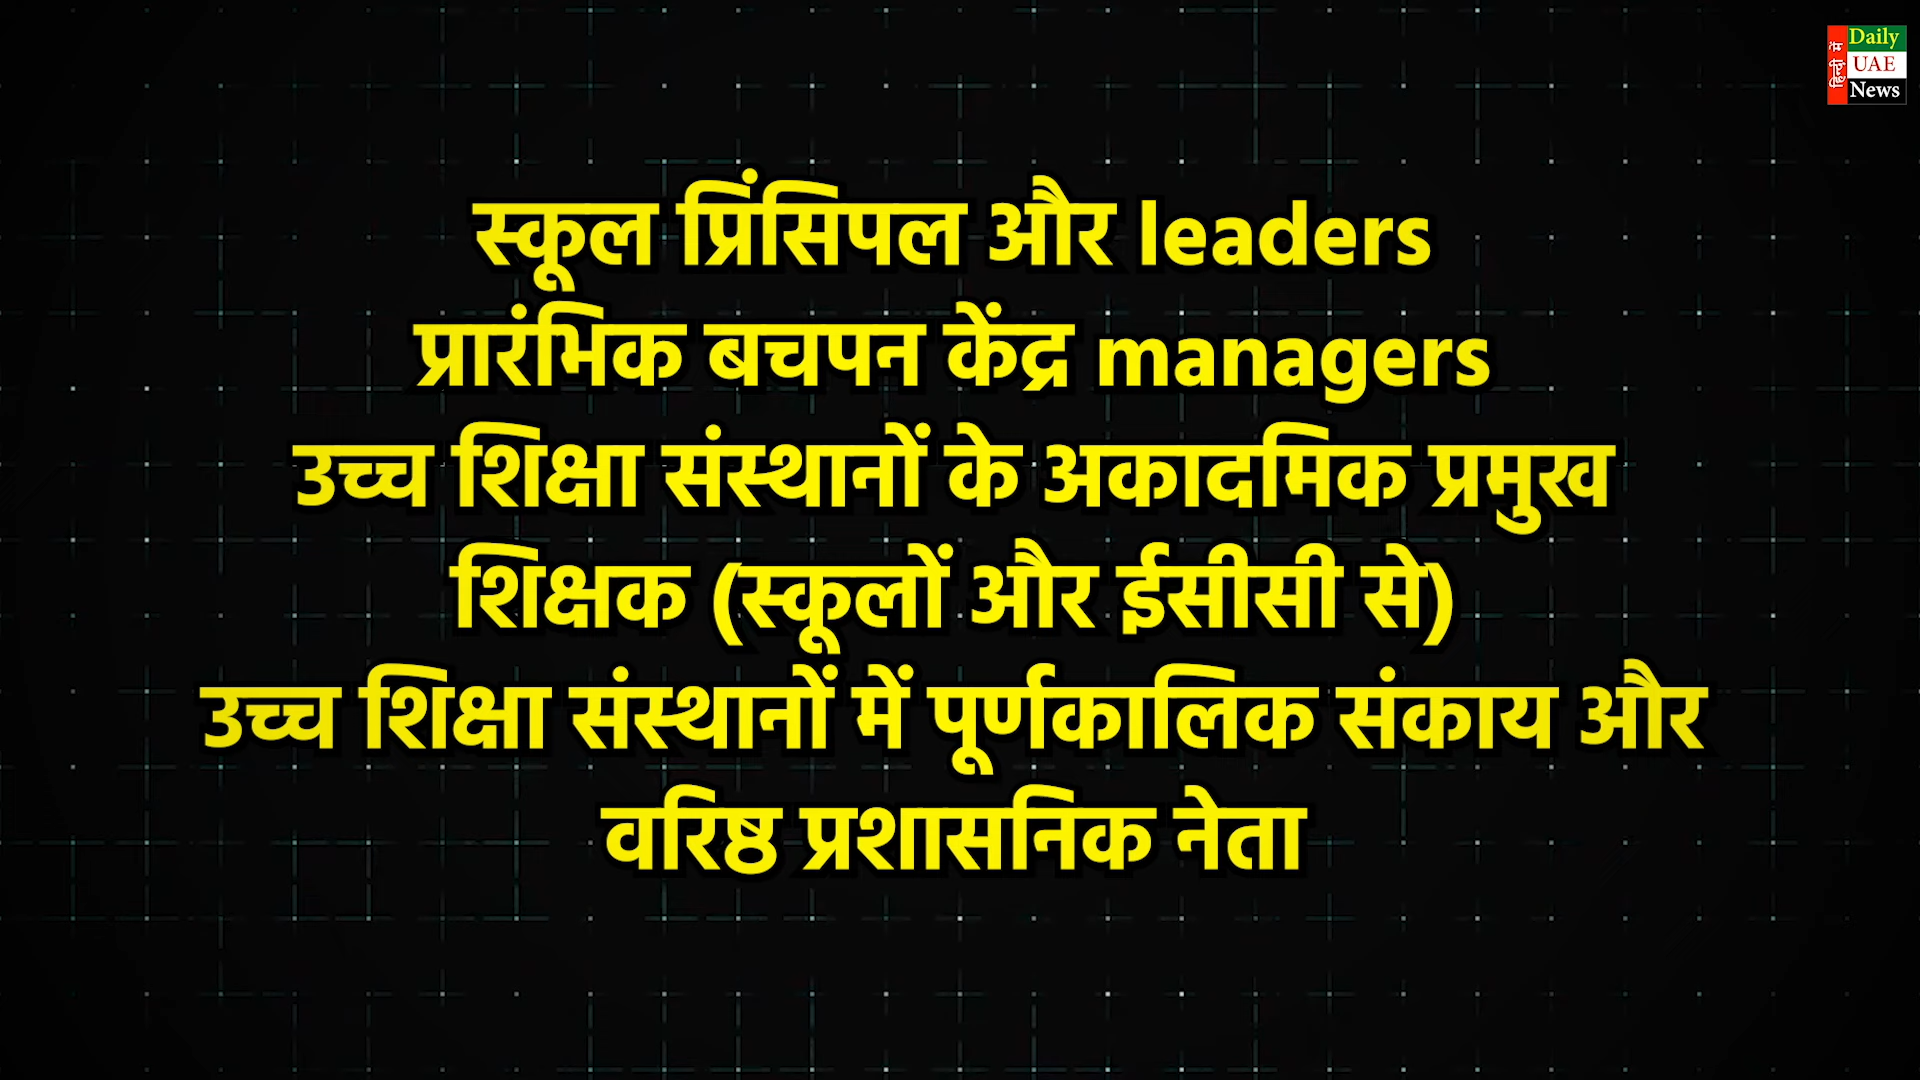 Daily
UAE
News
हिंदी में
स्कूल प्रिंसिपल और leaders
प्रारंभिक बचपन केंद्र managers
उच्च शिक्षा संस्थानों के अकादमिक प्रमुख
शिक्षक (स्कूलों और ईसीसी से)
उच्च शिक्षा संस्थानों में पूर्णकालिक संकाय और
वरिष्ठ प्रशासनिक नेता